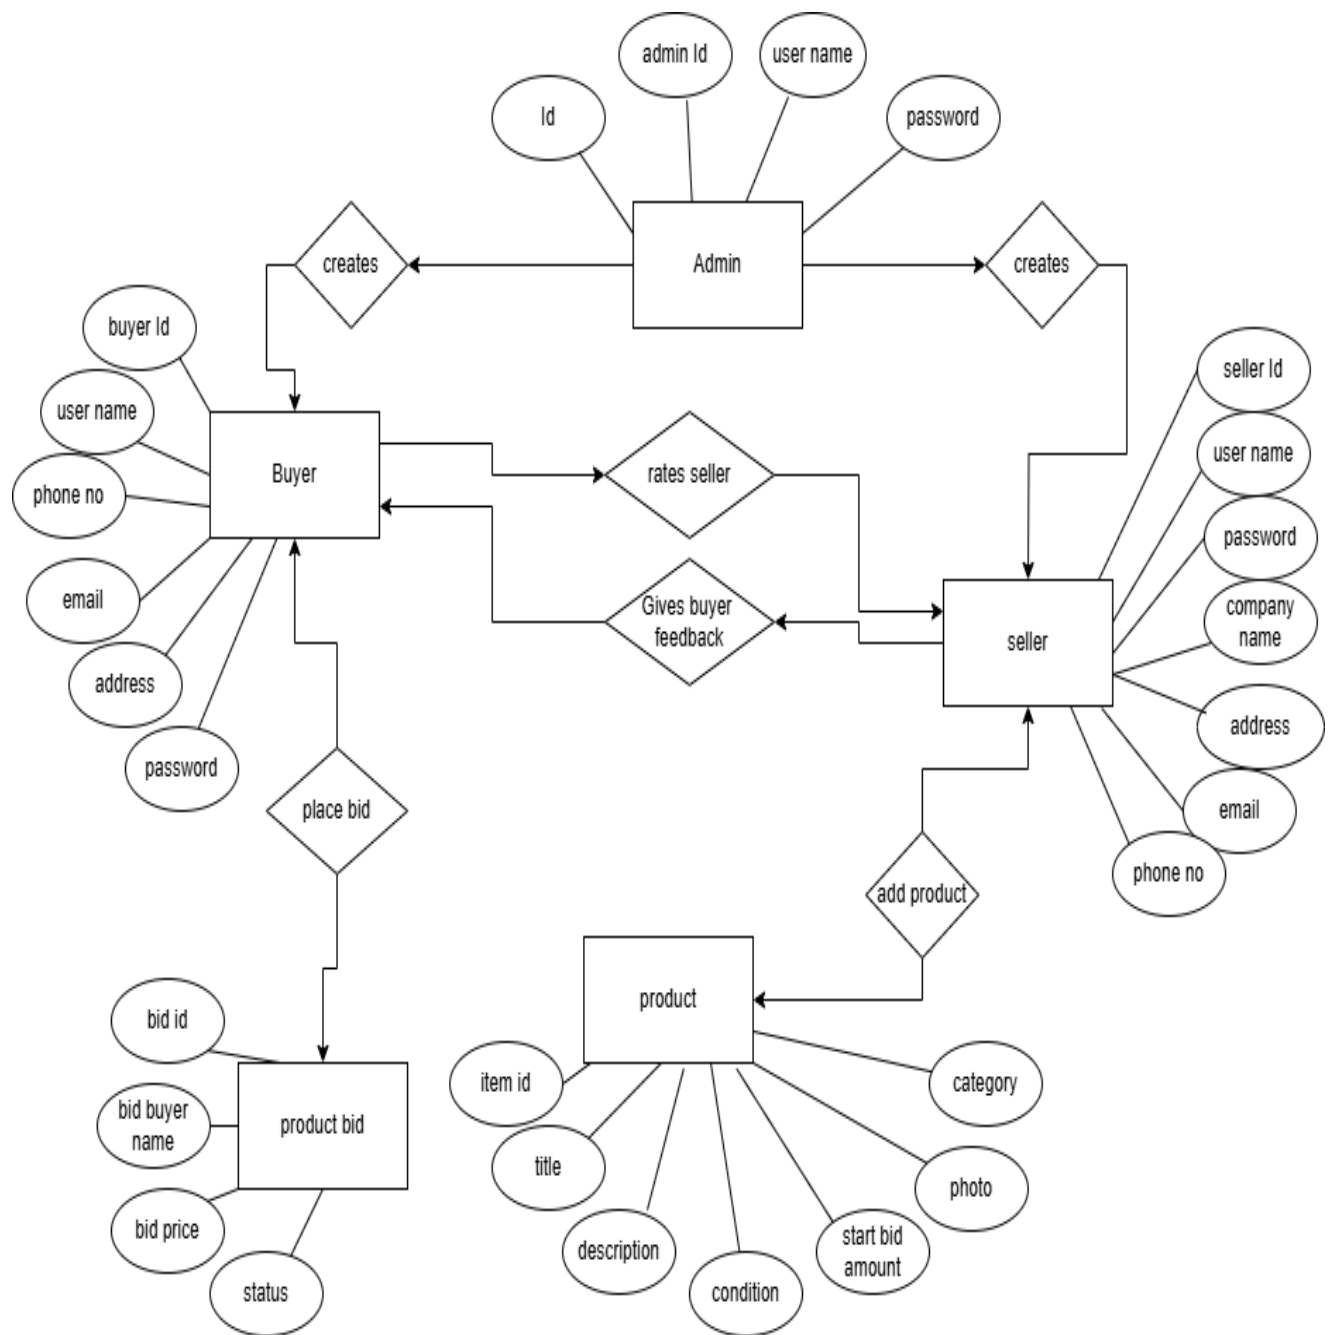 admin Id
user name
Id
password
creates
Admin
creates
buyer Id
seller Id
user name
user name
Buyer
rates seller
phone no
password
email
Gives buyer
feedback
company
name
seller
address
address
password
place bid
email
phone no
add product
product
bid id
item id
category
bid buyer
name
product bid
title
photo
bid price
description
start bid
amount
status
condition